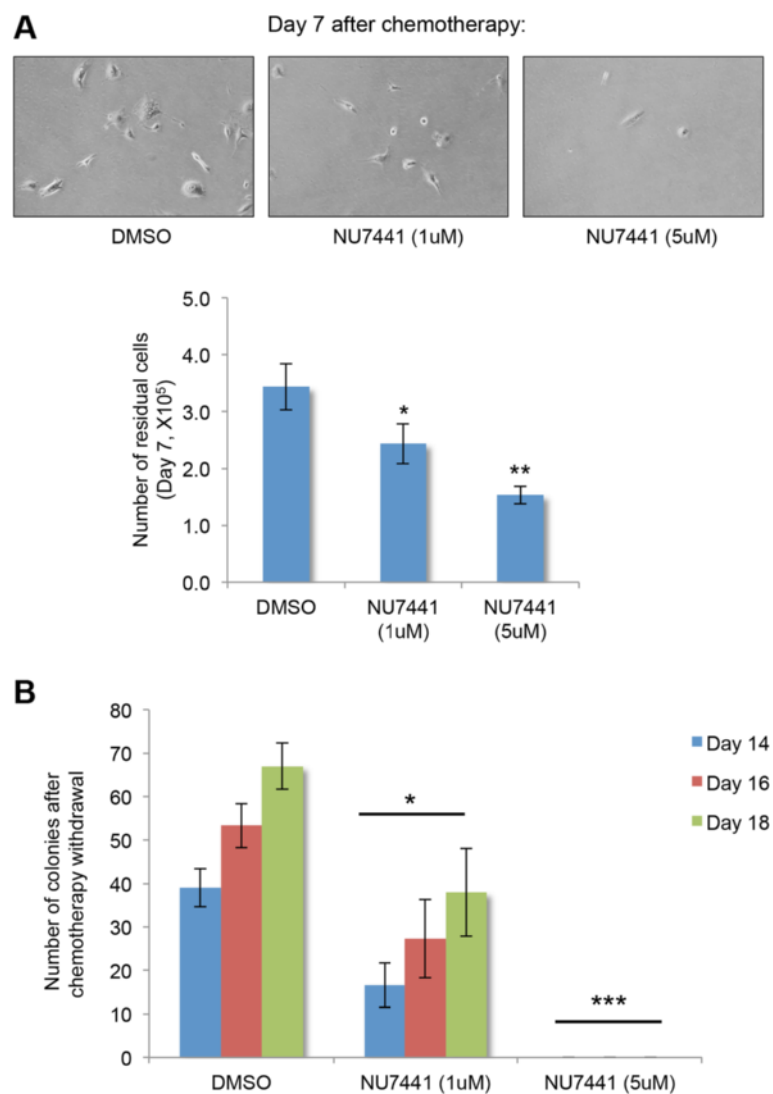 A
Day 7 after chemotherapy:
DMSO
NU7441 (1uM)
NU7441 (5uM)
Number of residual cells
(Day 7, X10⁵)
5.0
4.0
3.0
2.0
1.0
0.0
*
**
DMSO
NU7441
(1uM)
NU7441
(5uM)
B
Number of colonies after
chemotherapy withdrawal
80
70
60
50
40
30
20
10
0
*
***
Day 14
Day 16
Day 18
DMSO
NU7441 (1uM)
NU7441 (5uM)